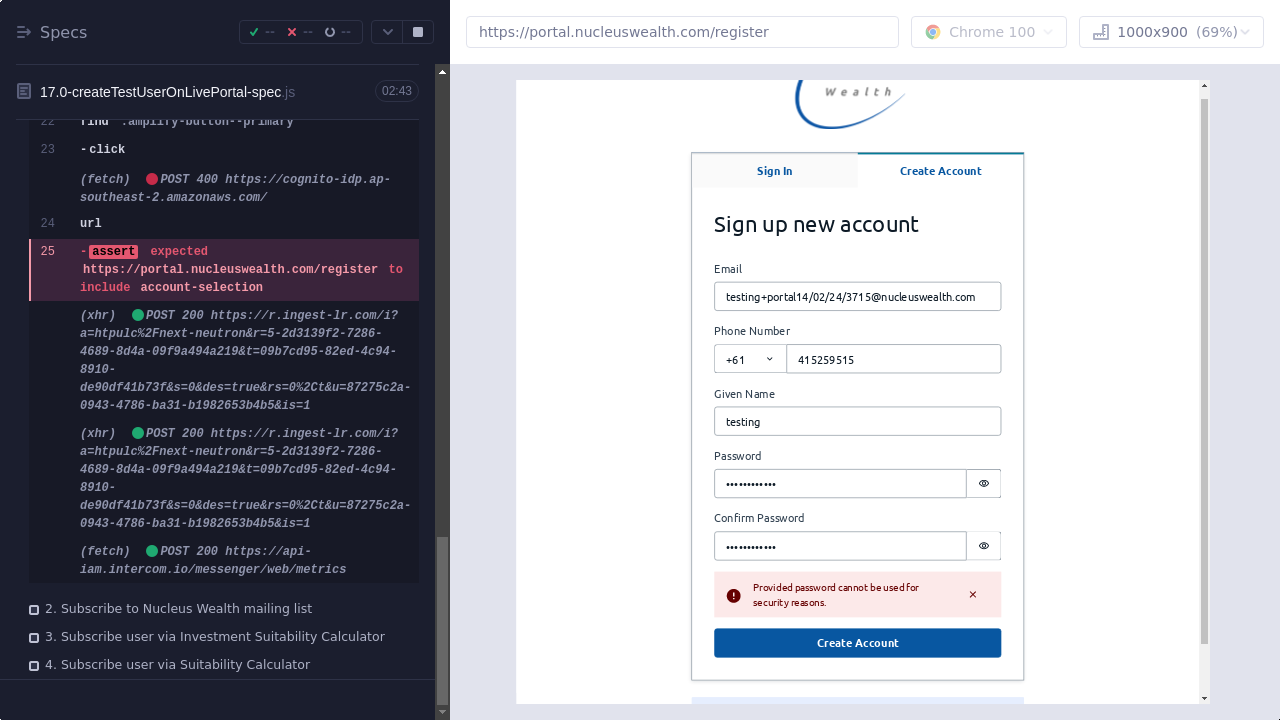 Specs
--
--
--
17.0-createTestUserOnLivePortal-spec.js
02:43
22 find .amplify-button--primary
23 -click
(fetch) POST 400 https://cognito-idp.ap-
southeast-2.amazonaws.com/
24 url
25 -assert expected
https://portal.nucleuswealth.com/register to
include account-selection
(xhr) POST 200 https://r.ingest-lr.com/i?
a=htpulc%2Fnext-neutron&r=5-2d3139f2-7286-
4689-8d4a-09f9a494a219&t=09b7cd95-82ed-4c94-
8910-
de90df41b73f&s=0&des=true&rs=0%2Ct&u=87275c2a-
0943-4786-ba31-b1982653b4b5&is=1
(xhr) POST 200 https://r.ingest-lr.com/i?
a=htpulc%2Fnext-neutron&r=5-2d3139f2-7286-
4689-8d4a-09f9a494a219&t=09b7cd95-82ed-4c94-
8910-
de90df41b73f&s=0&des=true&rs=0%2Ct&u=87275c2a-
0943-4786-ba31-b1982653b4b5&is=1
(fetch) POST 200 https://api-
iam.intercom.io/messenger/web/metrics
2. Subscribe to Nucleus Wealth mailing list
3. Subscribe user via Investment Suitability Calculator
4. Subscribe user via Suitability Calculator
https://portal.nucleuswealth.com/register
Chrome 100
1000x900 (69%)
Wealth
Sign In
Create Account
Sign up new account
Email
testing+portal14/02/24/3715@nucleuswealth.com
Phone Number
+61
415259515
Given Name
testing
Password
••••••••••••
Confirm Password
••••••••••••
Provided password cannot be used for
security reasons.
Create Account